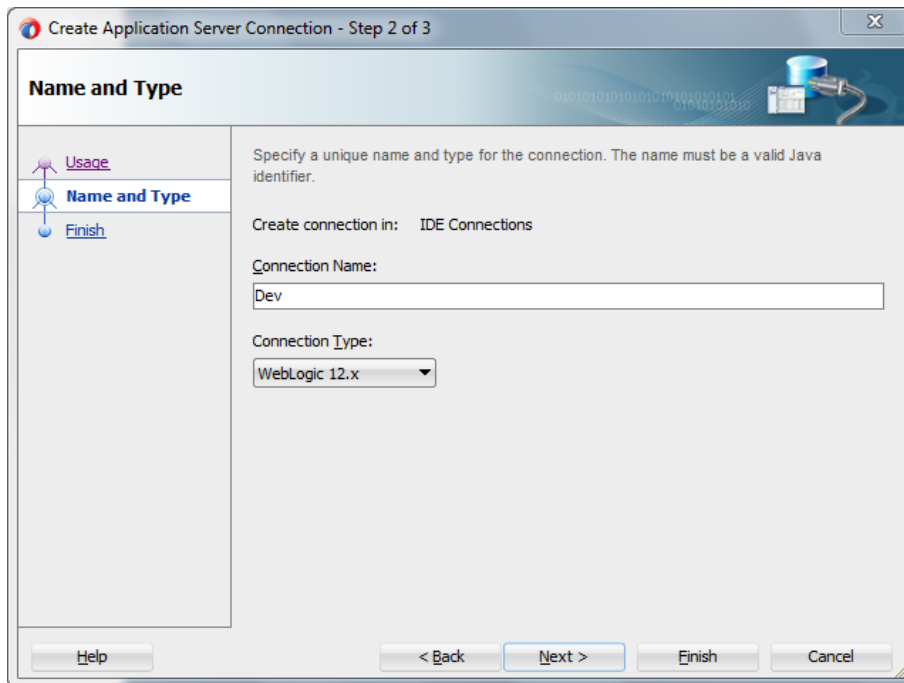 Create Application Server Connection - Step 2 of 3
Name and Type
Usage
Name and Type
Finish
Specify a unique name and type for the connection. The name must be a valid Java
identifier.
Create connection in: IDE Connections
Connection Name:
Dev
Connection Type:
WebLogic 12.x
Help
< Back
Next >
Finish
Cancel